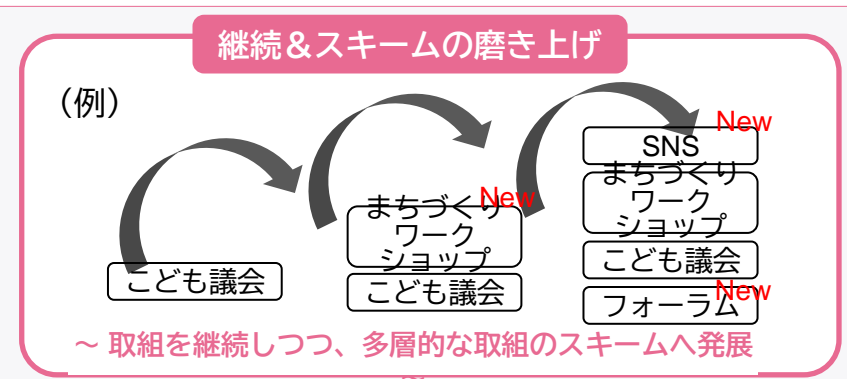 継続＆スキームの磨き上げ
（例）
こども議会
New
まちづくり
ワーク
ショップ
こども議会
New
SNS
まちづくり
ワーク
ショップ
こども議会
New
フォーラム
～ 取組を継続しつつ、多層的な取組のスキームへ発展